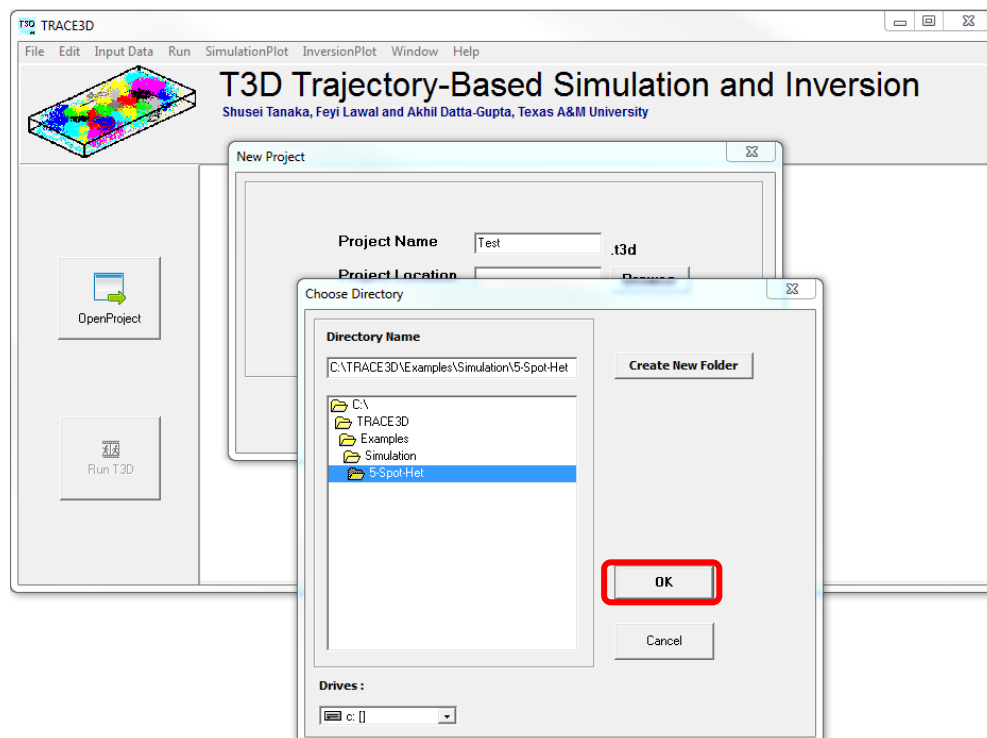 T3D TRACE3D
File Edit Input Data Run SimulationPlot InversionPlot Window Help
T3D Trajectory-Based Simulation and Inversion
Shusei Tanaka, Feyi Lawal and Akhil Datta-Gupta, Texas A&M University
New Project
Project Name Test .t3d
Project Location Browse
OpenProject
Run T3D
Choose Directory
Directory Name
C:\TRACE3D\Examples\Simulation\5-Spot-Het
Create New Folder
C:\
TRACE3D
Examples
Simulation
5-Spot-Het
OK
Cancel
Drives :
c: []